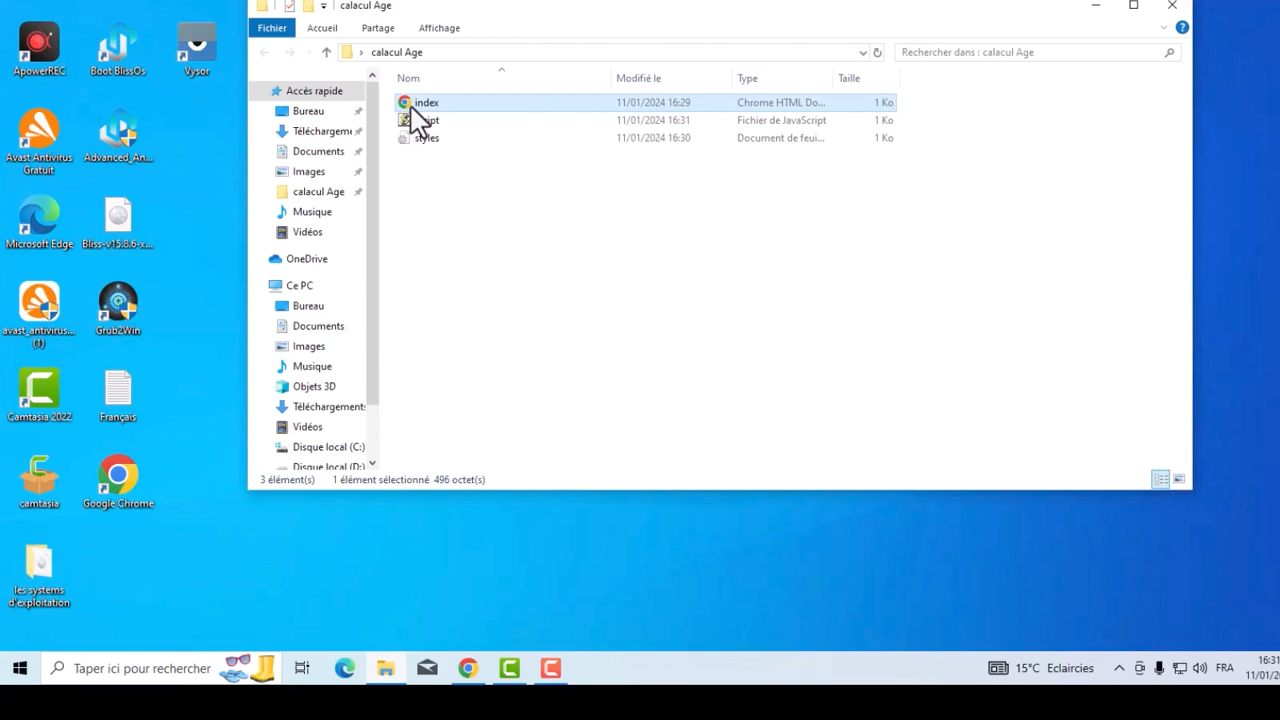 calacul Age
Fichier
Accueil
Partage
Affichage
calacul Age
Rechercher dans : calacul Age
Nom
Modifié le
Type
Taille
index
11/01/2024 16:29
Chrome HTML Do...
1 Ko
11/01/2024 16:31
Fichier de JavaScript
1 Ko
styles
11/01/2024 16:30
Document de feui...
1 Ko
Accès rapide
Bureau
Téléchargeme
Documents
Images
calacul Age
Musique
Vidéos
OneDrive
Ce PC
Bureau
Documents
Images
Musique
Objets 3D
Téléchargements
Vidéos
Disque local (C:)
Disque local (D:)
3 élément(s)
1 élément sélectionné 496 octet(s)
ApowerREC
Boot BlissOs
Vysor
Avast Antivirus
Gratuit
Advanced_An...
Microsoft Edge
Bliss-v15.8.6-x...
avast_antivirus...
(1)
Grub2Win
Camtasia 2022
Français
camtasia
Google Chrome
les systems
d'exploitation
Taper ici pour rechercher
15°C Eclaircies
FRA
16:31
11/01/20